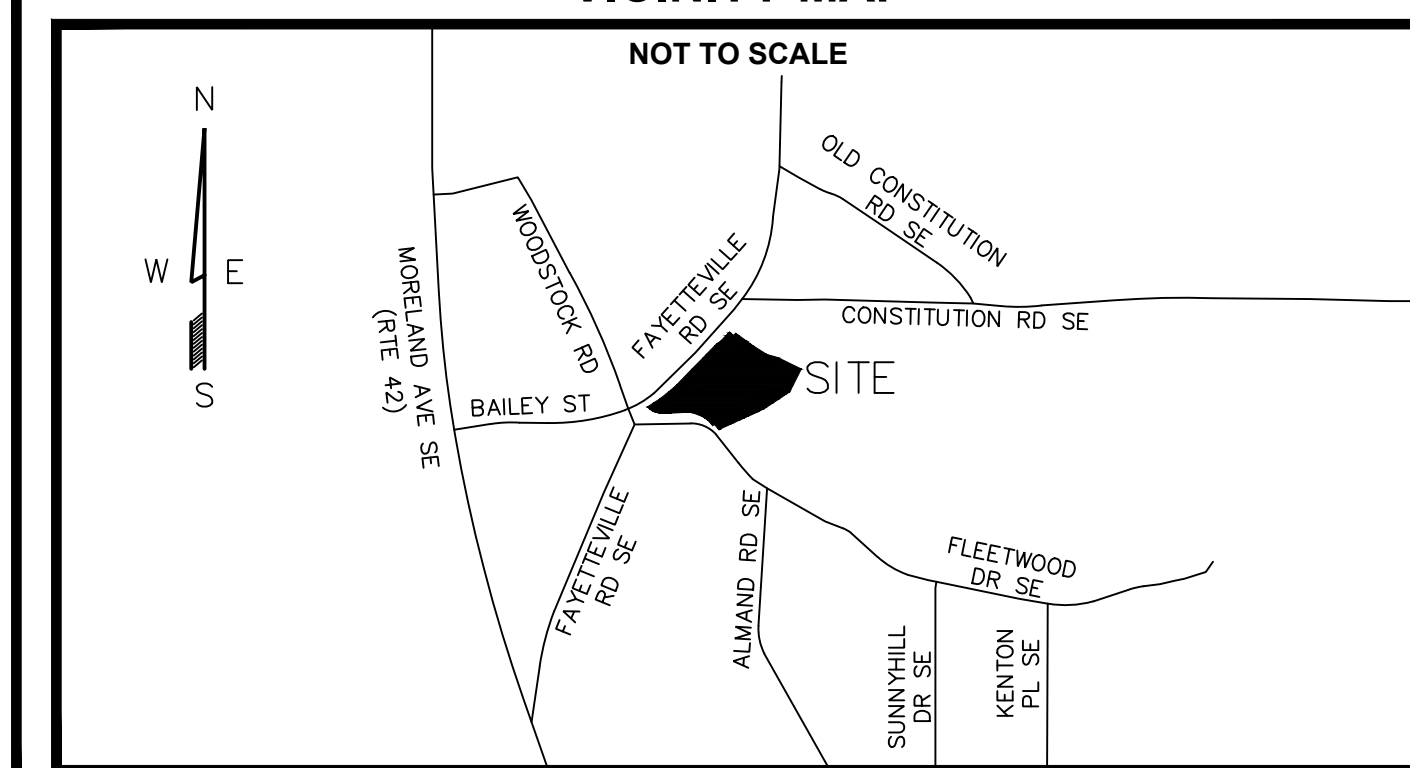 VICINITY MAP
NOT TO SCALE
N
W E
S
OLD CONSTITUTION
RD SE
WOODSTOCK RD
FAYETTEVILLE
RD SE
MORELAND AVE SE
(RTE 42)
CONSTITUTION RD SE
SITE
BAILEY ST
FAYETTEVILLE
RD SE
ALMAND RD SE
FLEETWOOD
DR SE
SUNNYHILL
DR SE
KENTON
PL SE